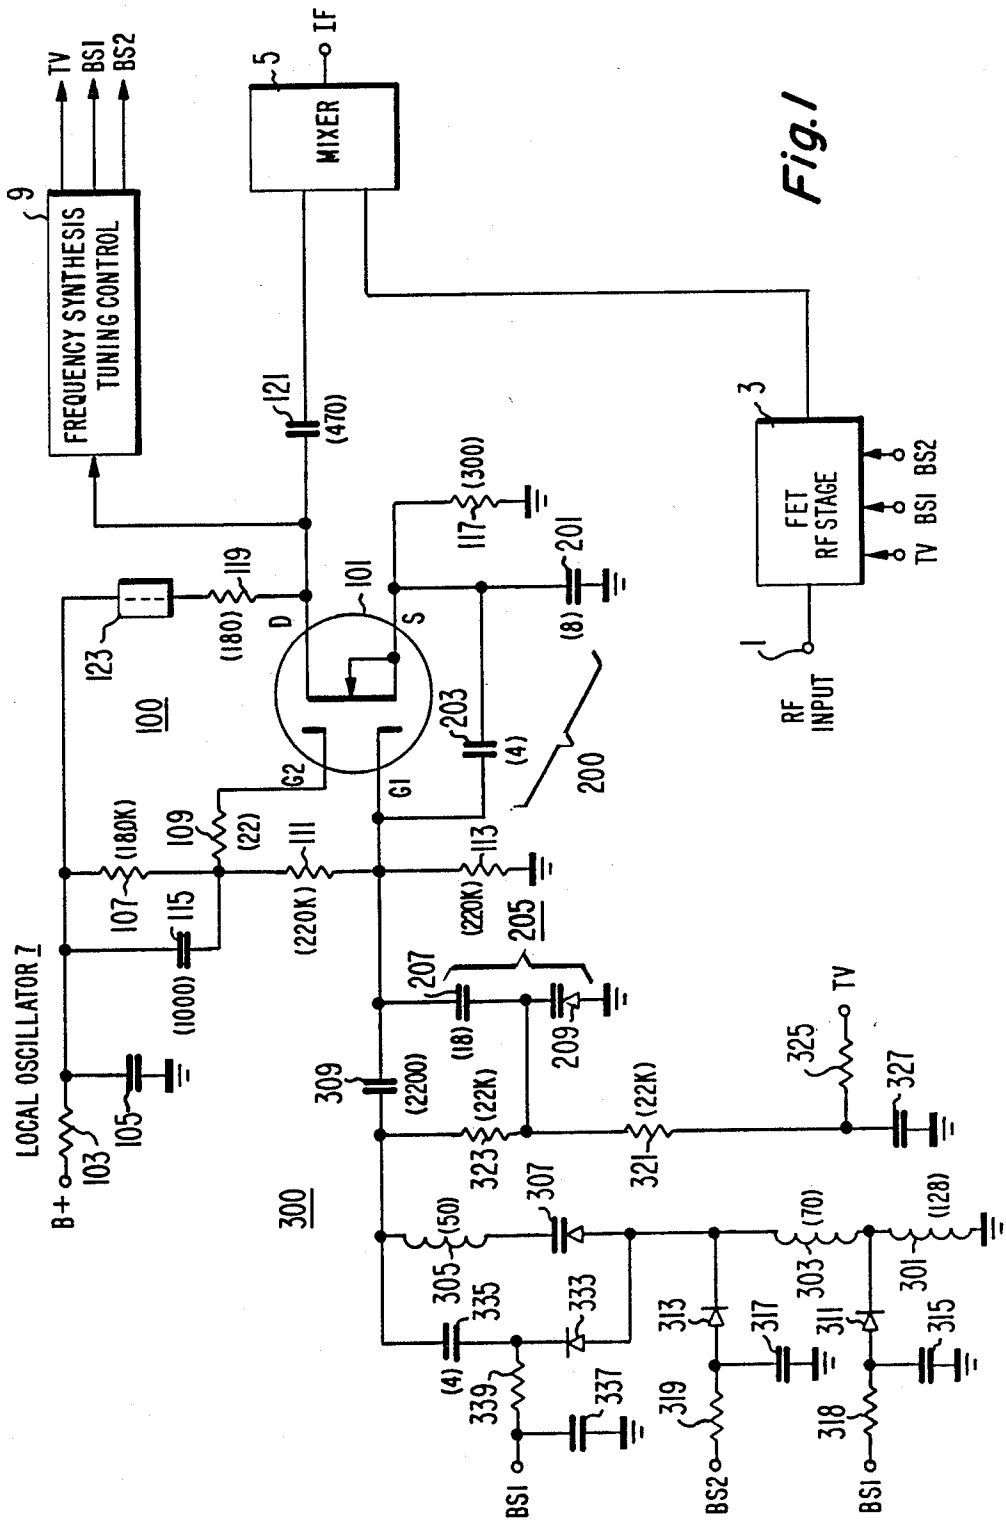 LOCAL OSCILLATOR 7
B+
103
105
115
(1000)
107
(180K)
109
(22)
111
(220K)
113
(220K)
100
123
119
(180)
G2
G1
D
S
101
203
(4)
200
201
(8)
117
(300)
121
(470)
9
FREQUENCY SYNTHESIS
TUNING CONTROL
TV
BS1
BS2
5
MIXER
IF
300
309
(2200)
207
(18)
205
209
323
(22K)
321
(22K)
325
TV
327
305
(50)
307
335
(4)
333
339
337
BS1
313
317
319
BS2
303
(70)
301
(128)
311
315
318
BS1
1
RF
INPUT
3
FET
RF STAGE
TV
BS1
BS2
Fig.1